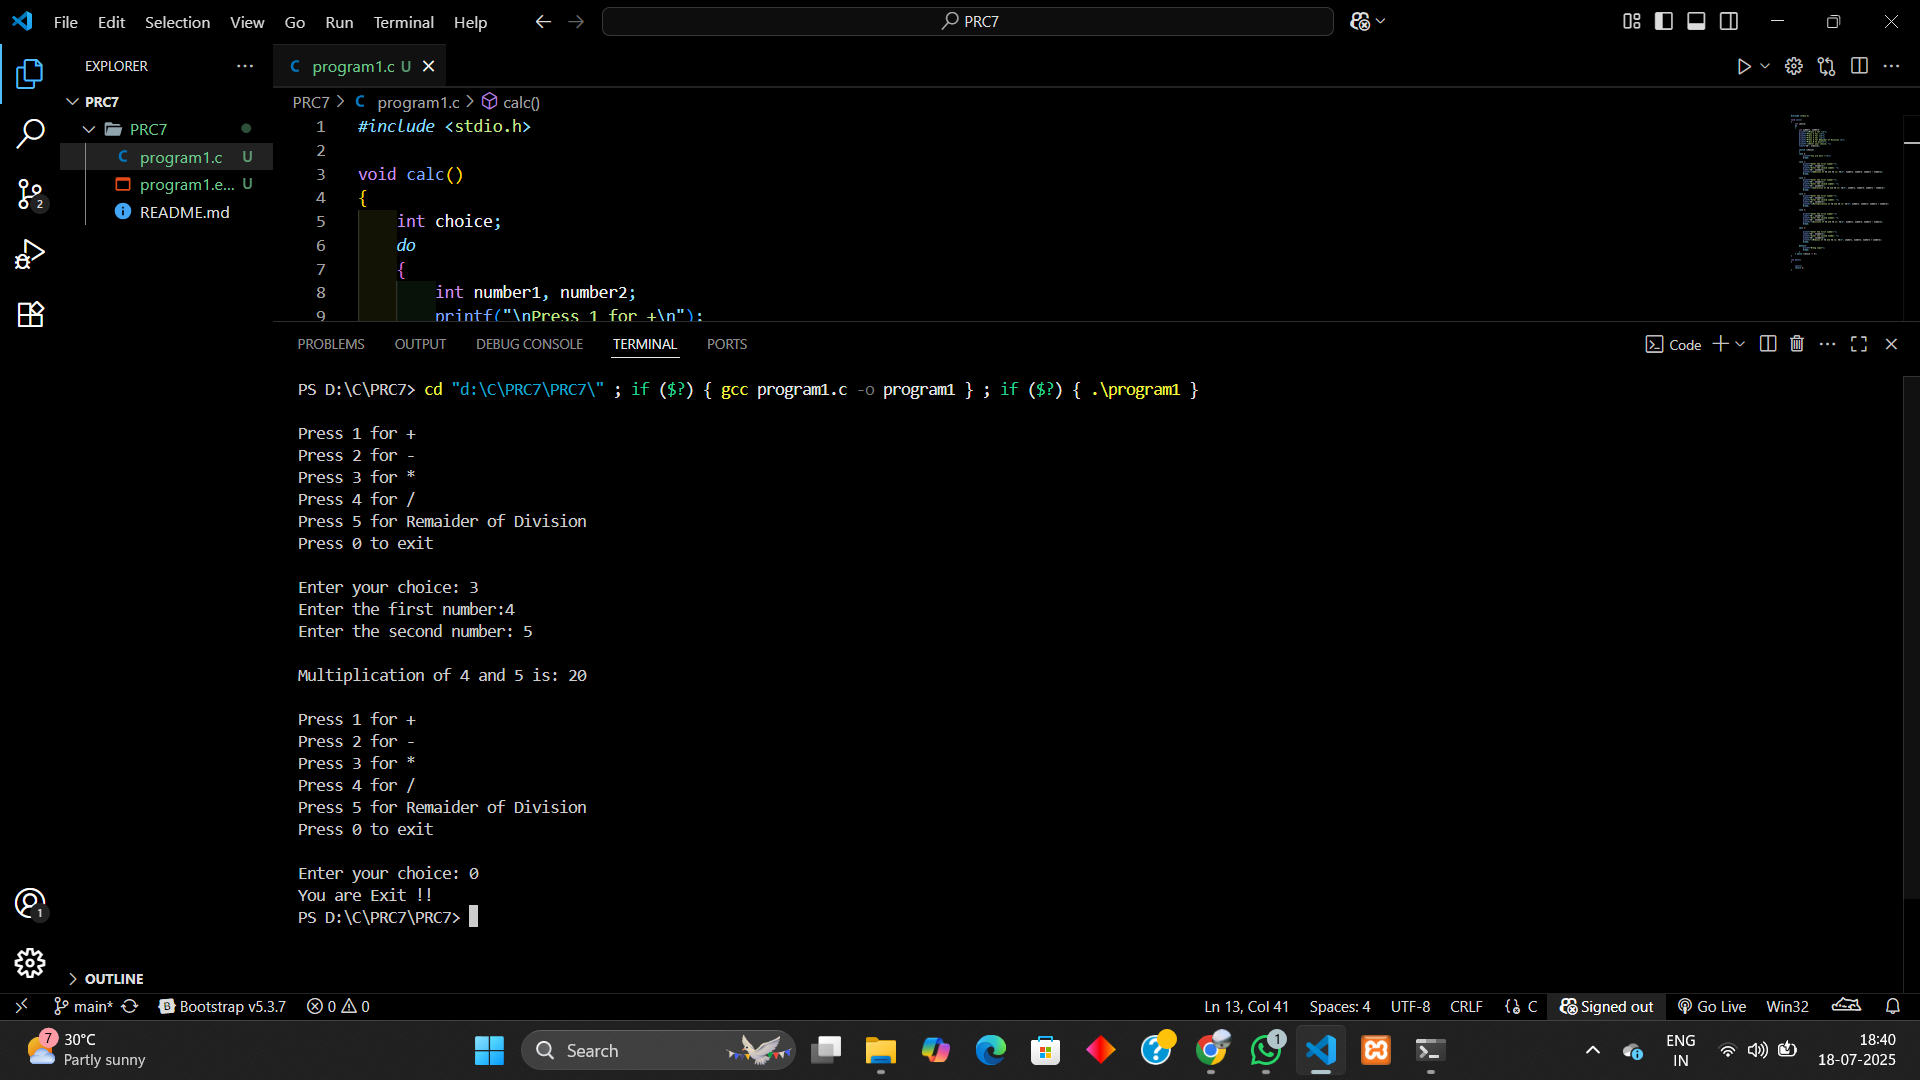 File Edit Selection View Go Run Terminal Help
PRC7
EXPLORER
program1.c U
PRC7
PRC7
program1.c U
program1.e... U
README.md
PRC7 > C program1.c > calc()
1 #include <stdio.h>
2
3 void calc()
4 {
5 int choice;
6 do
7 {
8 int number1, number2;
9 printf("\nPress 1 for +\n");
PROBLEMS OUTPUT DEBUG CONSOLE TERMINAL PORTS
Code
PS D:\C\PRC7> cd "d:\C\PRC7\PRC7\" ; if ($?) { gcc program1.c -o program1 } ; if ($?) { .\program1 }
Press 1 for +
Press 2 for -
Press 3 for *
Press 4 for /
Press 5 for Remaider of Division
Press 0 to exit
Enter your choice: 3
Enter the first number:4
Enter the second number: 5
Multiplication of 4 and 5 is: 20
Press 1 for +
Press 2 for -
Press 3 for *
Press 4 for /
Press 5 for Remaider of Division
Press 0 to exit
Enter your choice: 0
You are Exit !!
PS D:\C\PRC7\PRC7>
2
1
OUTLINE
main* Bootstrap v5.3.7 0 0
Ln 13, Col 41 Spaces: 4 UTF-8 CRLF {} C Signed out Go Live Win32
7
30°C
Partly sunny
Search
1
ENG
IN
18:40
18-07-2025